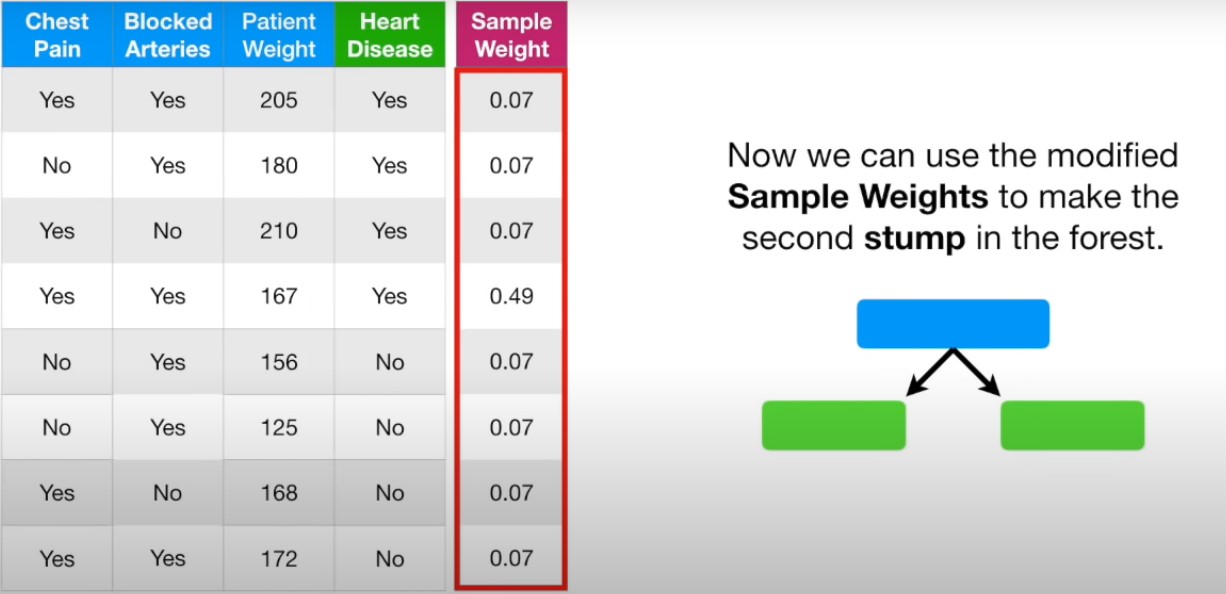 Chest Pain Blocked Arteries Patient Weight Heart Disease Sample Weight
Yes Yes 205 Yes 0.07
No Yes 180 Yes 0.07
Yes No 210 Yes 0.07
Yes Yes 167 Yes 0.49
No Yes 156 No 0.07
No Yes 125 No 0.07
Yes No 168 No 0.07
Yes Yes 172 No 0.07
Now we can use the modified
Sample Weights to make the
second stump in the forest.